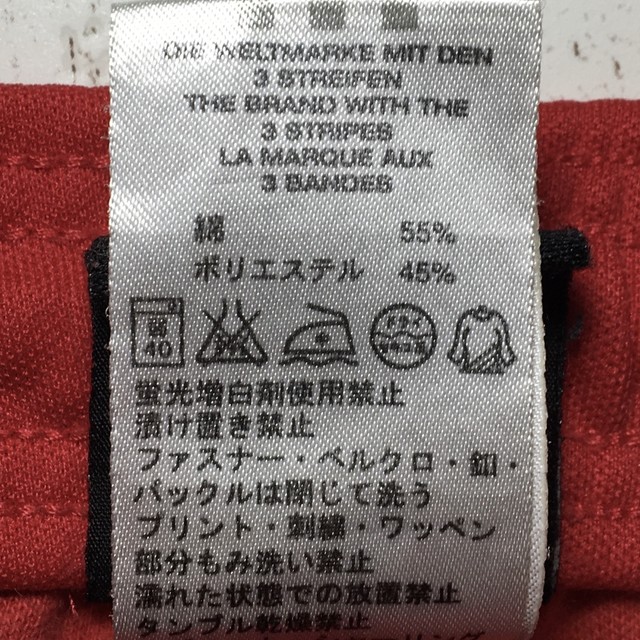 DIE WELTMARKE MIT DEN
3 STREIFEN
THE BRAND WITH THE
3 STRIPES
LA MARQUE AUX
3 BANDES
綿 55%
ポリエステル 45%
弱
40
蛍光増白剤使用禁止
漬け置き禁止
ファスナー・ベルクロ・釦・
バックルは閉じて洗う
プリント・刺繍・ワッペン
部分もみ洗い禁止
濡れた状態での放置禁止
タンブル乾燥禁止